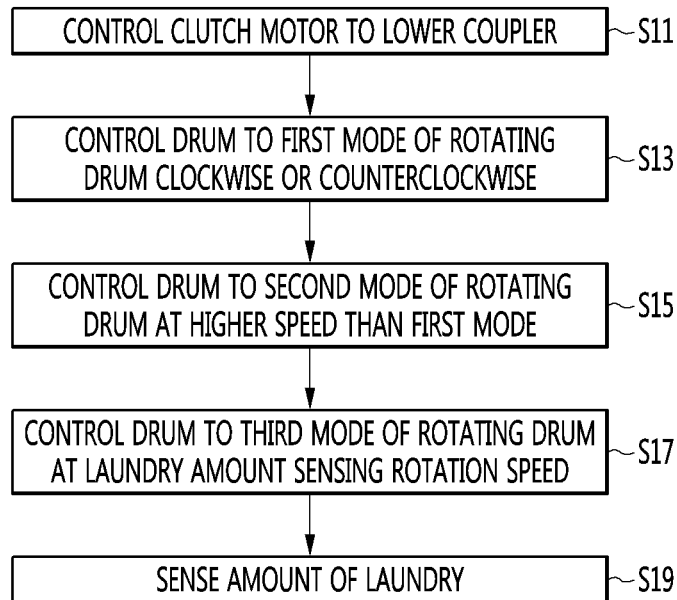 CONTROL CLUTCH MOTOR TO LOWER COUPLER
S11
CONTROL DRUM TO FIRST MODE OF ROTATING
DRUM CLOCKWISE OR COUNTERCLOCKWISE
S13
CONTROL DRUM TO SECOND MODE OF ROTATING
DRUM AT HIGHER SPEED THAN FIRST MODE
S15
CONTROL DRUM TO THIRD MODE OF ROTATING DRUM
AT LAUNDRY AMOUNT SENSING ROTATION SPEED
S17
SENSE AMOUNT OF LAUNDRY
S19